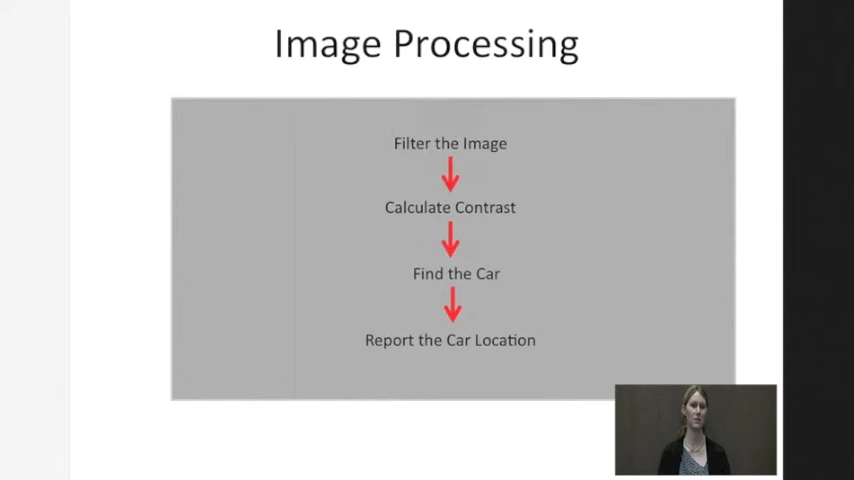 Image Processing
Filter the Image
Calculate Contrast
Find the Car
Report the Car Location